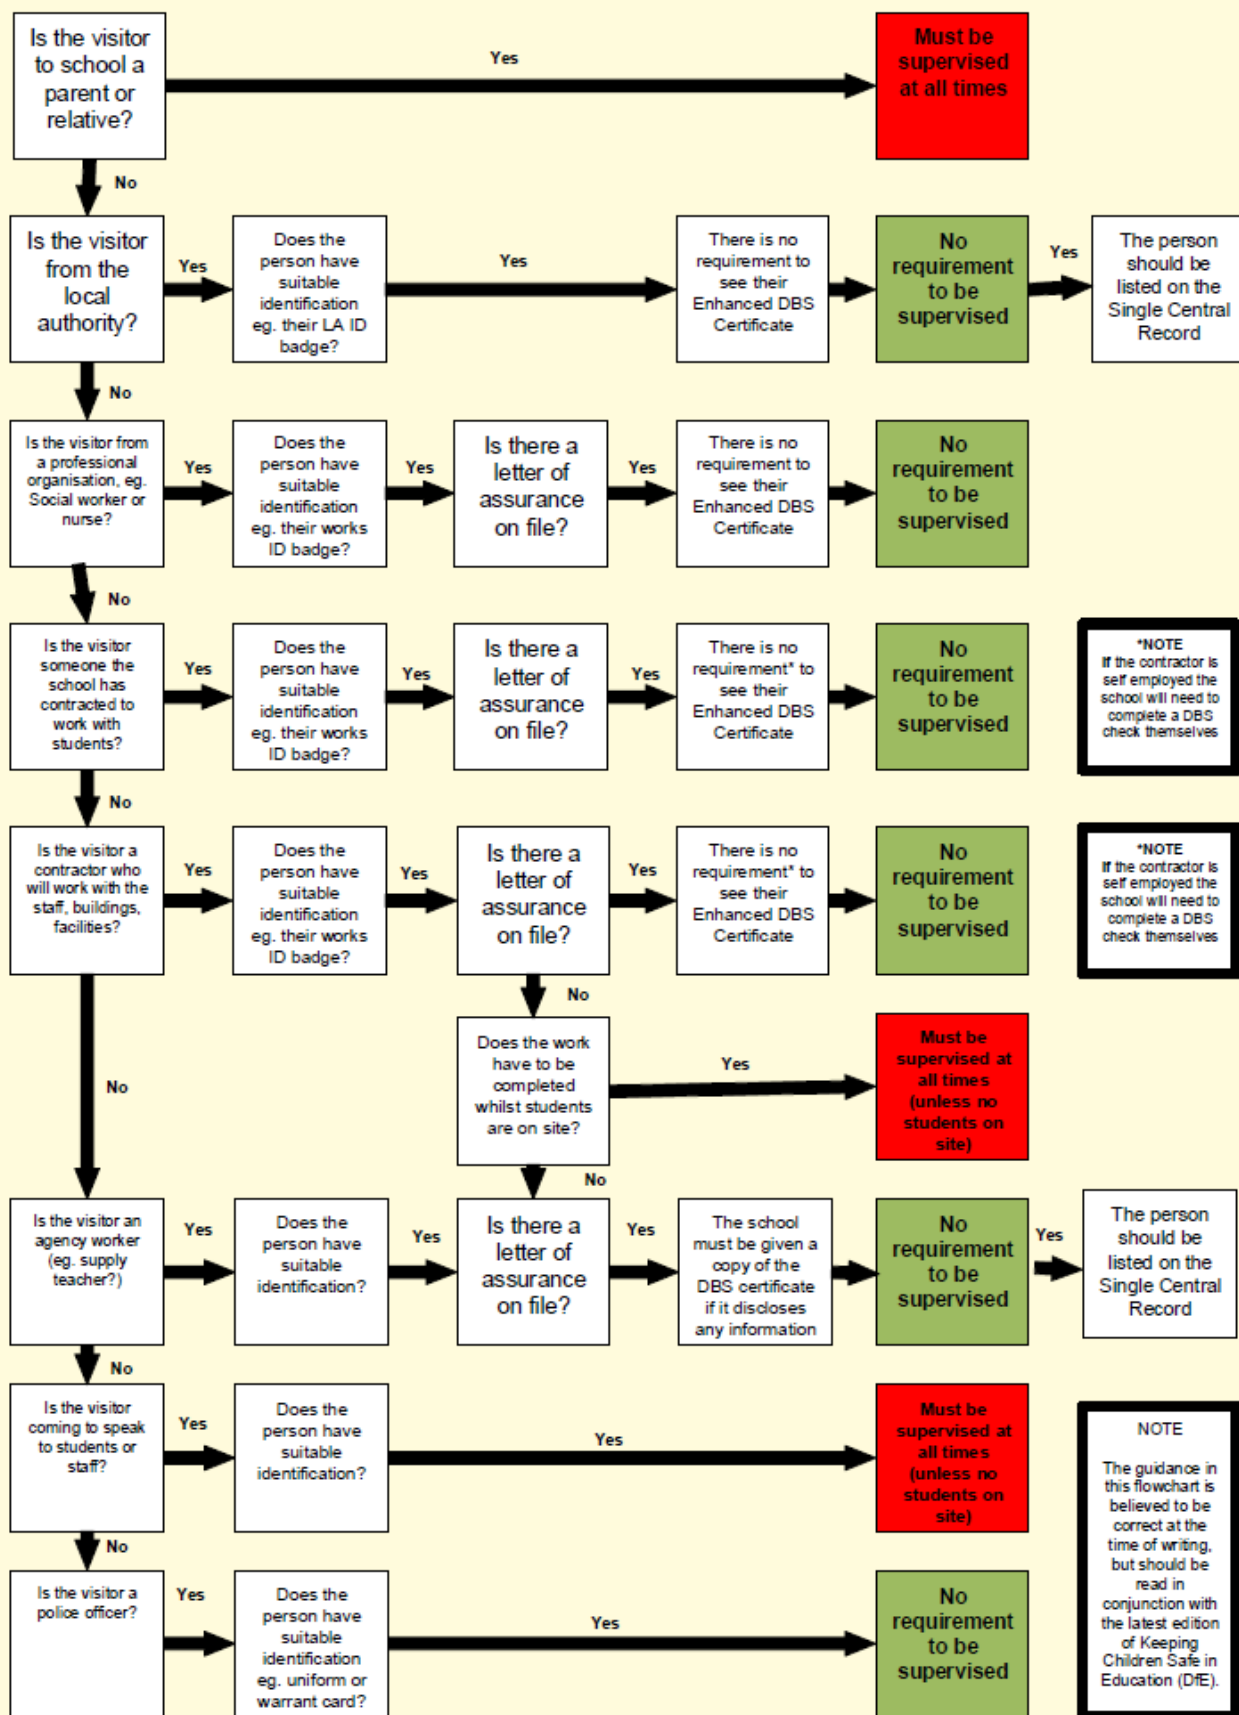 Is the visitor
to school a
parent or
relative?
Yes
Must be
supervised
at all times
No
Is the visitor
from the
local
authority?
Yes
Does the
person have
suitable
identification
eg. their LA ID
badge?
Yes
There is no
requirement to
see their
Enhanced DBS
Certificate
No
requirement
to be
supervised
Yes
The person
should be
listed on the
Single Central
Record
No
Is the visitor from
a professional
organisation, eg.
Social worker or
nurse?
Yes
Does the
person have
suitable
identification
eg. their works
ID badge?
Yes
Is there a
letter of
assurance
on file?
Yes
There is no
requirement to
see their
Enhanced DBS
Certificate
No
requirement
to be
supervised
No
Is the visitor
someone the
school has
contracted to
work with
students?
Yes
Does the
person have
suitable
identification
eg. their works
ID badge?
Yes
Is there a
letter of
assurance
on file?
Yes
There is no
requirement* to
see their
Enhanced DBS
Certificate
No
requirement
to be
supervised
*NOTE
If the contractor is
self employed the
school will need to
complete a DBS
check themselves
No
Is the visitor a
contractor who
will work with the
staff, buildings,
facilities?
Yes
Does the
person have
suitable
identification
eg. their works
ID badge?
Yes
Is there a
letter of
assurance
on file?
Yes
There is no
requirement* to
see their
Enhanced DBS
Certificate
No
requirement
to be
supervised
*NOTE
If the contractor is
self employed the
school will need to
complete a DBS
check themselves
No
Does the work
have to be
completed
whilst students
are on site?
Yes
Must be
supervised at
all times
(unless no
students on
site)
No
No
Is the visitor an
agency worker
(eg. supply
teacher?)
Yes
Does the
person have
suitable
identification?
Yes
Is there a
letter of
assurance
on file?
Yes
The school
must be given a
copy of the
DBS certificate
if it discloses
any information
No
requirement
to be
supervised
Yes
The person
should be
listed on the
Single Central
Record
No
Is the visitor
coming to speak
to students or
staff?
Yes
Does the
person have
suitable
identification?
Yes
Must be
supervised at
all times
(unless no
students on
site)
NOTE
The guidance in
this flowchart is
believed to be
correct at the
time of writing,
but should be
read in
conjunction with
the latest edition
of Keeping
Children Safe in
Education (DfE).
No
Is the visitor a
police officer?
Yes
Does the
person have
suitable
identification
eg. uniform or
warrant card?
Yes
No
requirement
to be
supervised